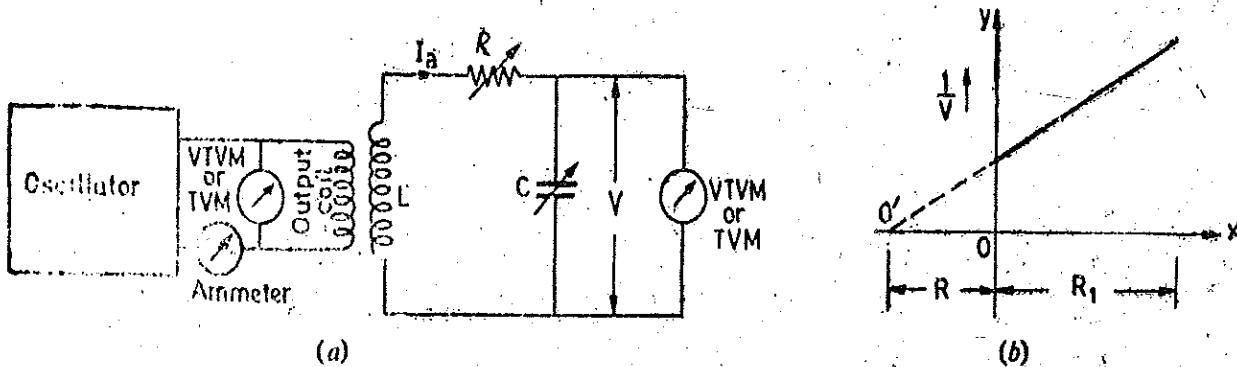 Oscillator
VTVM
or
TVM
Ammeter
Output
Coil
L
Ia
R
C
V
VTVM
or
TVM
(a)
y
1
V
O'
O
x
R
R1
(b)